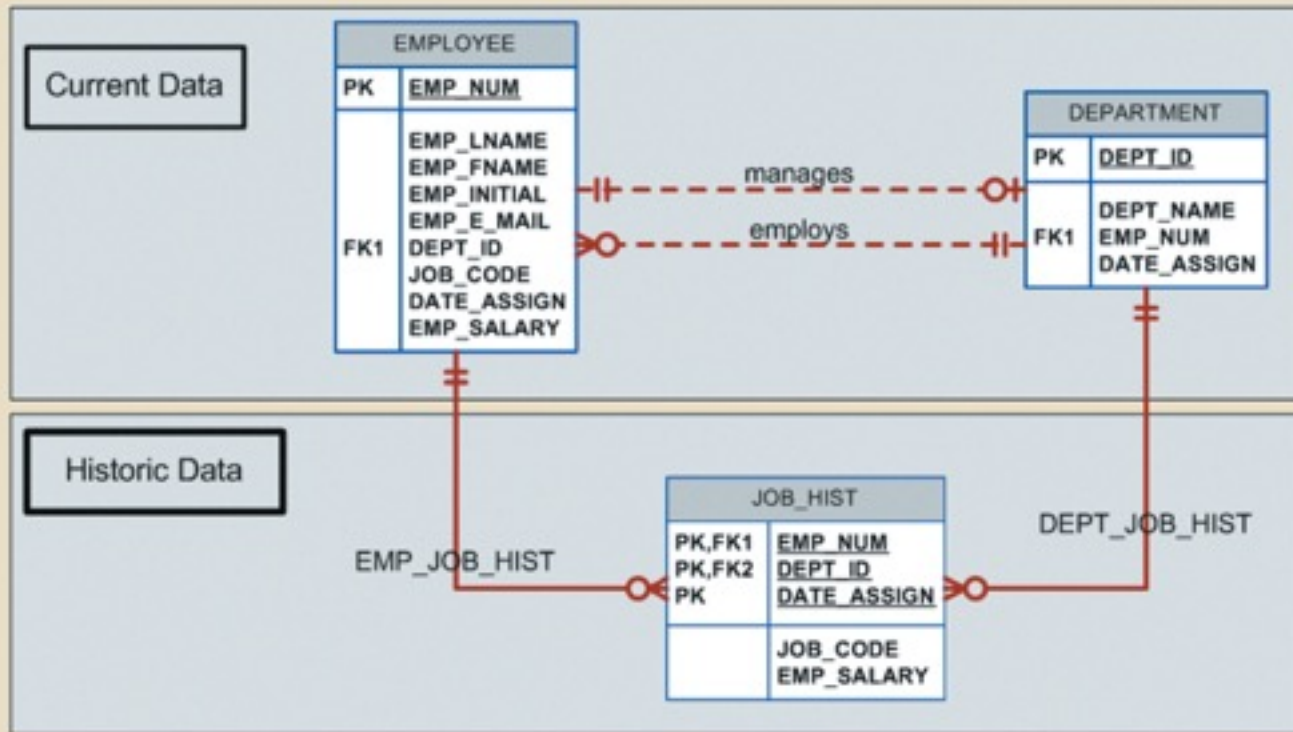 Current Data
EMPLOYEE
PK EMP_NUM
EMP_LNAME
EMP_FNAME
EMP_INITIAL
EMP_E_MAIL
FK1 DEPT_ID
JOB_CODE
DATE_ASSIGN
EMP_SALARY
manages
employs
DEPARTMENT
PK DEPT_ID
DEPT_NAME
FK1 EMP_NUM
DATE_ASSIGN
Historic Data
EMP_JOB_HIST
JOB_HIST
PK,FK1 EMP_NUM
PK,FK2 DEPT_ID
PK DATE_ASSIGN
JOB_CODE
EMP_SALARY
DEPT_JOB_HIST